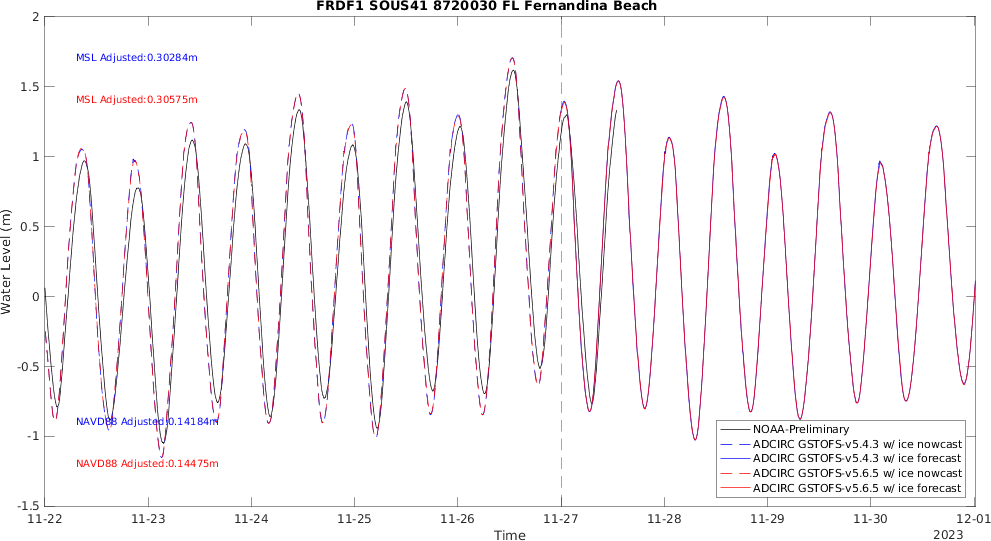 FRDF1 SOUS41 8720030 FL Fernandina Beach
MSL Adjusted:0.30284m
MSL Adjusted:0.30575m
NAVD88 Adjusted:0.14184m
NAVD88 Adjusted:0.14475m
Water Level (m)
2
1.5
1
0.5
0
-0.5
-1
-1.5
NOAA-Preliminary
ADCIRC GSTOFS-v5.4.3 w/ ice nowcast
ADCIRC GSTOFS-v5.4.3 w/ ice forecast
ADCIRC GSTOFS-v5.6.5 w/ ice nowcast
ADCIRC GSTOFS-v5.6.5 w/ ice forecast
11-22 11-23 11-24 11-25 11-26 11-27 11-28 11-29 11-30 12-01
Time
2023